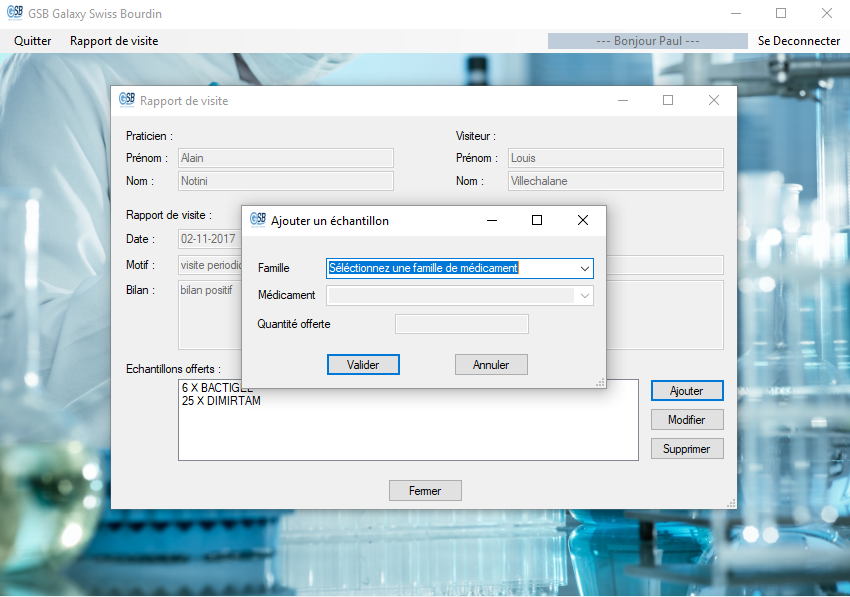 GSB GSB Galaxy Swiss Bourdin
Quitter Rapport de visite --- Bonjour Paul --- Se Deconnecter
GSB Rapport de visite
Praticien : Visiteur :
Prénom : Alain Prénom : Louis
Nom : Notini Nom : Villechalane
Rapport de visite :
Date : 02-11-2017
Motif : visite periodic
Bilan : bilan positif
GSB Ajouter un échantillon
Famille Séléctionnez une famille de médicament
Médicament
Quantité offerte
Valider Annuler
Echantillons offerts :
6 X BACTIGEL
25 X DIMIRTAM
Ajouter
Modifier
Supprimer
Fermer